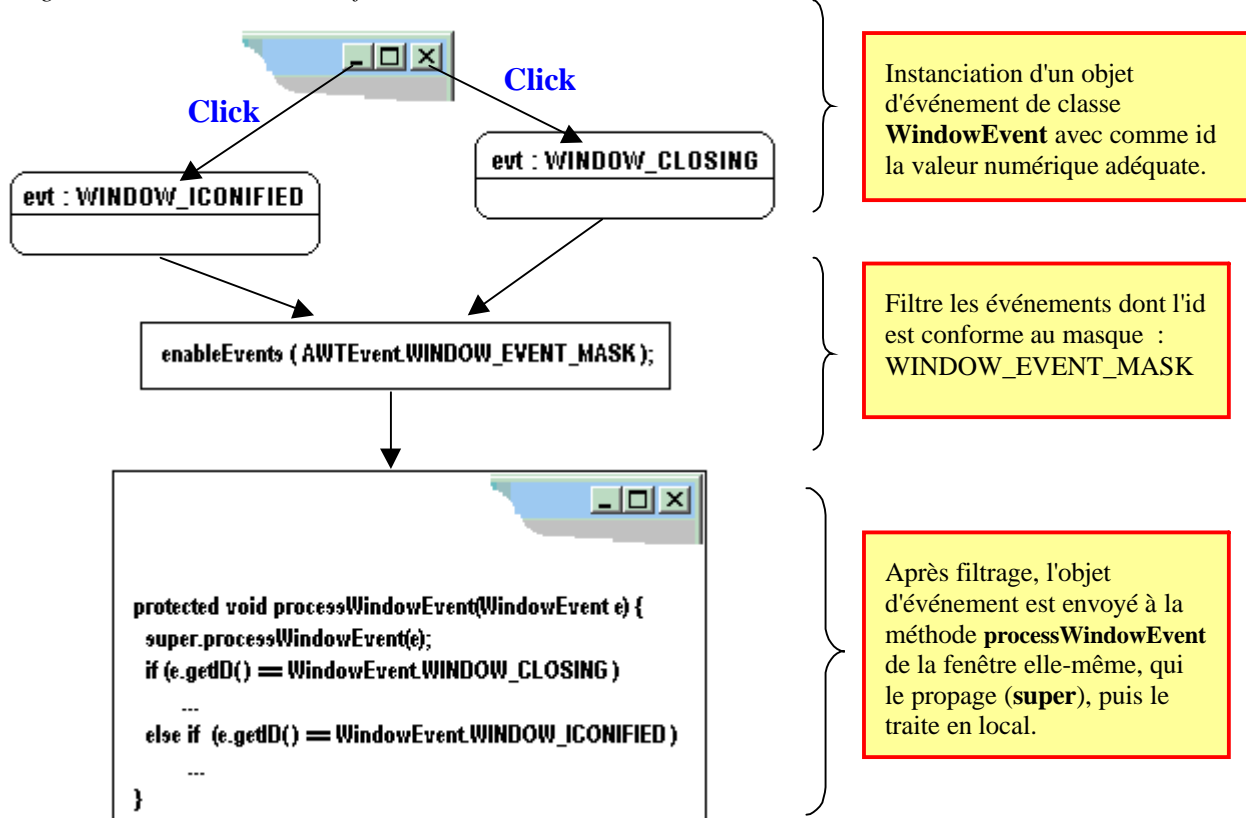 Click
Click
evt : WINDOW_CLOSING
evt : WINDOW_ICONIFIED
Instanciation d'un objet
d'événement de classe
WindowEvent avec comme id
la valeur numérique adéquate.
enableEvents ( AWTEvent.WINDOW_EVENT_MASK );
Filtre les événements dont l'id
est conforme au masque :
WINDOW_EVENT_MASK
protected void processWindowEvent(WindowEvent e) {
super.processWindowEvent(e);
if (e.getID() == WindowEvent.WINDOW_CLOSING )
...
else if (e.getID() == WindowEvent.WINDOW_ICONIFIED )
...
}
Après filtrage, l'objet
d'événement est envoyé à la
méthode processWindowEvent
de la fenêtre elle-même, qui
le propage (super), puis le
traite en local.